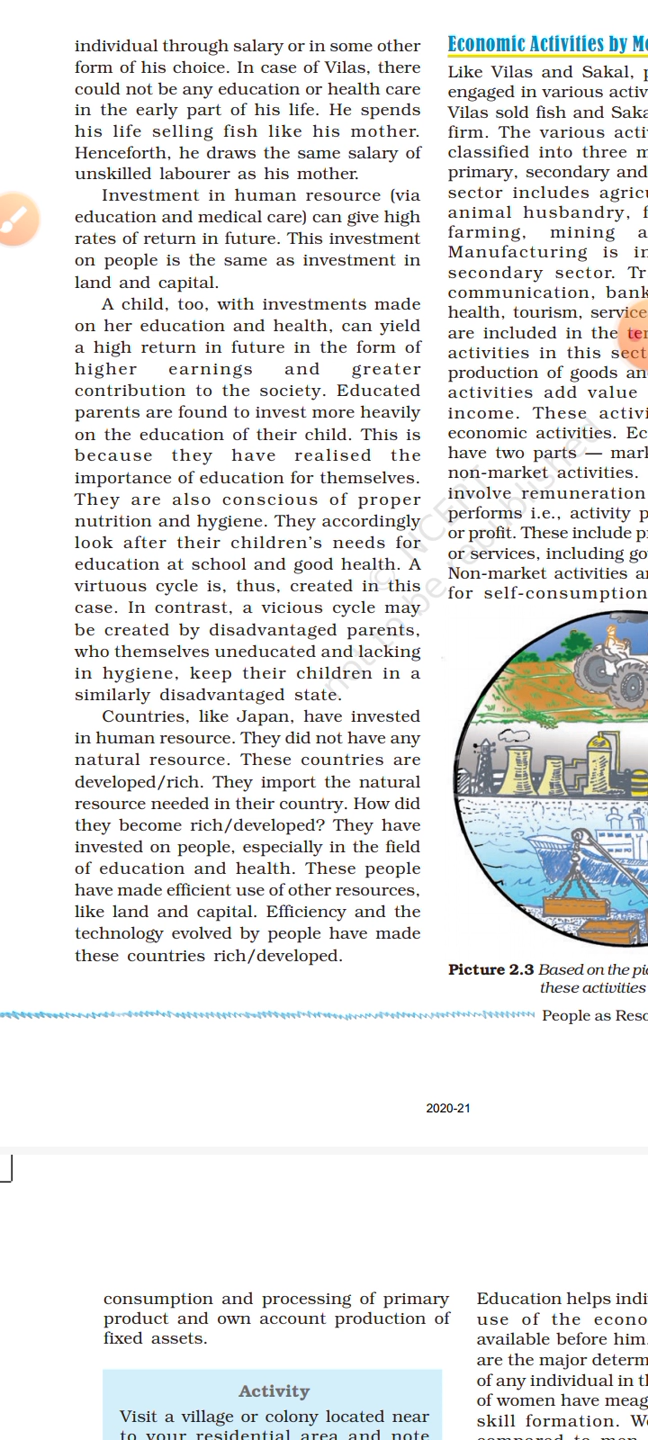 individual through salary or in some other
form of his choice. In case of Vilas, there
could not be any education or health care
in the early part of his life. He spends
his life selling fish like his mother.
Henceforth, he draws the same salary of
unskilled labourer as his mother.
Investment in human resource (via
education and medical care) can give high
rates of return in future. This investment
on people is the same as investment in
land and capital.
A child, too, with investments made
on her education and health, can yield
a high return in future in the form of
higher earnings and greater
contribution to the society. Educated
parents are found to invest more heavily
on the education of their child. This is
because they have realised the
importance of education for themselves.
They are also conscious of proper
nutrition and hygiene. They accordingly
look after their children's needs for
education at school and good health. A
virtuous cycle is, thus, created in this
case. In contrast, a vicious cycle may
be created by disadvantaged parents,
who themselves uneducated and lacking
in hygiene, keep their children in a
similarly disadvantaged state.
Countries, like Japan, have invested
in human resource. They did not have any
natural resource. These countries are
developed/rich. They import the natural
resource needed in their country. How did
they become rich/developed? They have
invested on people, especially in the field
of education and health. These people
have made efficient use of other resources,
like land and capital. Efficiency and the
technology evolved by people have made
these countries rich/developed.
Economic Activities by
Like Vilas and Sakal,
engaged in various
Vilas sold fish and
firm. The various
classified into three
primary, secondary and
sector includes
animal husbandry,
farming, mining
Manufacturing is
secondary sector.
communication,
health, tourism,
are included in the
activities in this
production of goods
activities add value
income. These
economic activities.
have two parts —
non-market activities.
involve remuneration
performs i.e., activity
or profit. These include
or services, including
Non-market activities
for self-consumption
© NCERT
not to be republished
Picture 2.3 Based on the
these activities
People as
2020-21
consumption and processing of primary
product and own account production of
fixed assets.
Activity
Visit a village or colony located near
to your residential area and note
Education helps
use of the
available before him.
are the major
of any individual in
of women have
skill formation.
compared to men